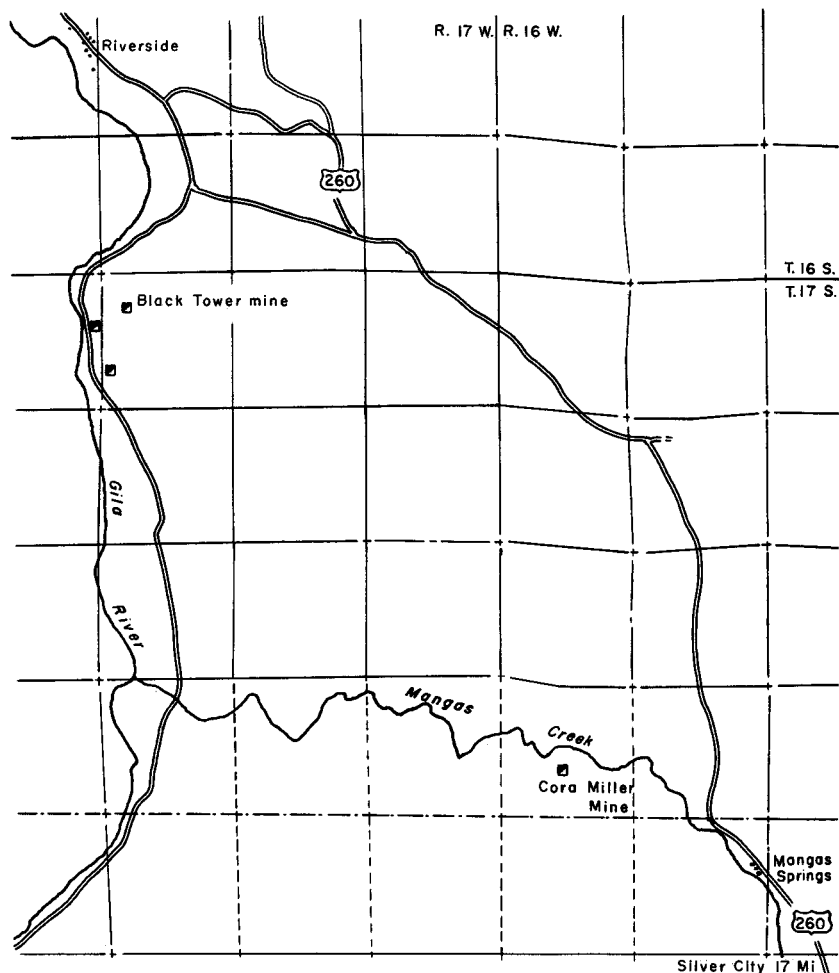 R. 17 W. R. 16 W.
Riverside
260
T. 16 S.
T. 17 S.
Black Tower mine
Gila
River
Mangas
Creek
Cora Miller
Mine
Mangas
Springs
260
Silver City 17 Mi